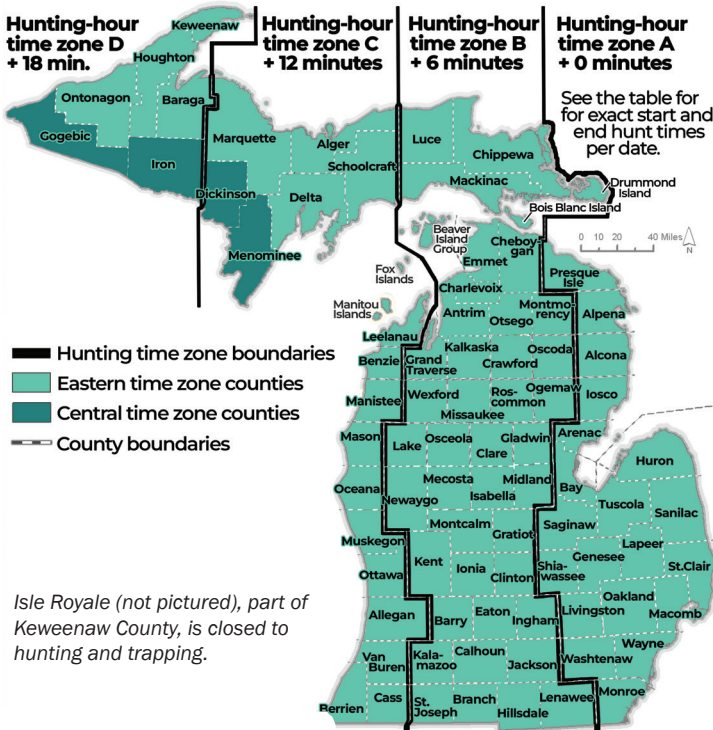 Hunting-hour
time zone D
+ 18 min.
Hunting-hour
time zone C
+ 12 minutes
Hunting-hour
time zone B
+ 6 minutes
Hunting-hour
time zone A
+ 0 minutes
See the table for
for exact start and
end hunt times
per date.
Keweenaw
Houghton
Ontonagon
Baraga
Gogebic
Iron
Marquette
Dickinson
Menominee
Alger
Delta
Schoolcraft
Luce
Chippewa
Mackinac
Drummond
Island
Bois Blanc Island
0 10 20 40 Miles
N
Beaver
Island
Group
Fox
Islands
Manitou
Islands
Emmet
Cheboy-
gan
Presque
Isle
Charlevoix
Antrim
Otsego
Montmo-
rency
Alpena
Leelanau
Benzie
Grand
Traverse
Kalkaska
Crawford
Oscoda
Alcona
Manistee
Wexford
Missaukee
Ros-
common
Ogemaw
Iosco
Mason
Lake
Osceola
Clare
Gladwin
Arenac
Huron
Oceana
Newaygo
Mecosta
Isabella
Midland
Bay
Tuscola
Sanilac
Muskegon
Montcalm
Gratiot
Saginaw
Genesee
Lapeer
St.Clair
Ottawa
Kent
Ionia
Clinton
Shia-
wassee
Oakland
Macomb
Allegan
Barry
Eaton
Ingham
Livingston
Wayne
Van
Buren
Kala-
mazoo
Calhoun
Jackson
Washtenaw
Berrien
Cass
St.
Joseph
Branch
Hillsdale
Lenawee
Monroe
Hunting time zone boundaries
Eastern time zone counties
Central time zone counties
County boundaries
Isle Royale (not pictured), part of
Keweenaw County, is closed to
hunting and trapping.